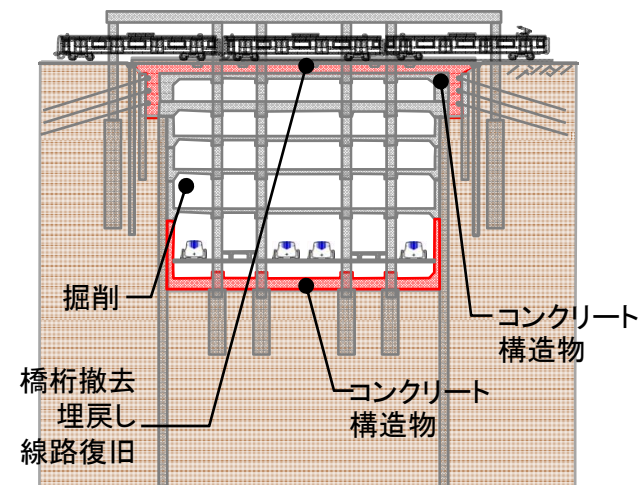 掘削
コンクリート
構造物
橋桁撤去
埋戻し
線路復旧
コンクリート
構造物